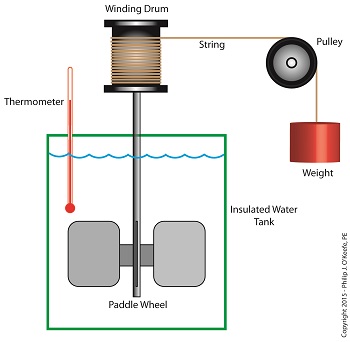 Winding Drum
String
Pulley
Thermometer
Weight
Insulated Water
Tank
Paddle Wheel
Copyright 2015 - Philip J. O'Keefe, PE